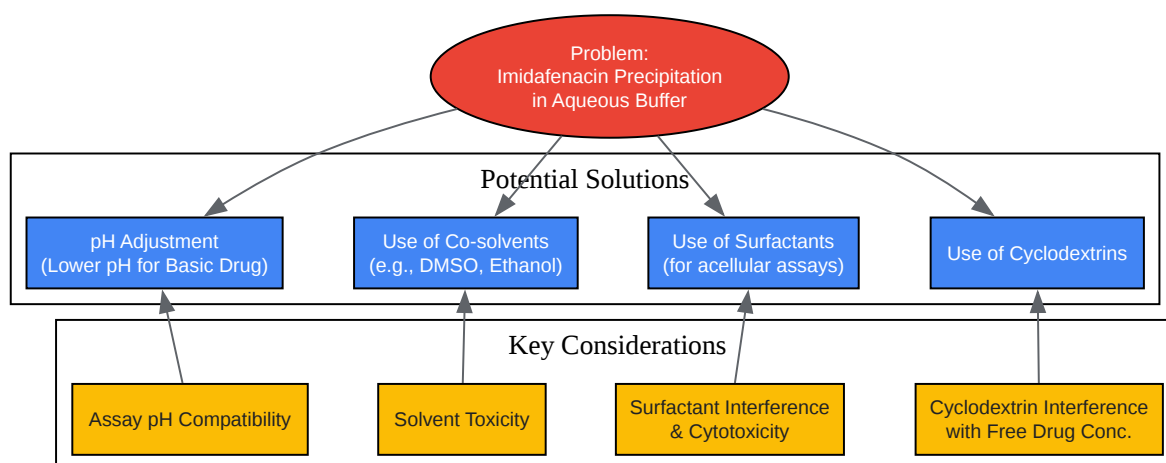 Problem:
Imidafenacin Precipitation
in Aqueous Buffer
Potential Solutions
pH Adjustment
(Lower pH for Basic Drug)
Use of Co-solvents
(e.g., DMSO, Ethanol)
Use of Surfactants
(for acellular assays)
Use of Cyclodextrins
Key Considerations
Assay pH Compatibility
Solvent Toxicity
Surfactant Interference
& Cytotoxicity
Cyclodextrin Interference
with Free Drug Conc.